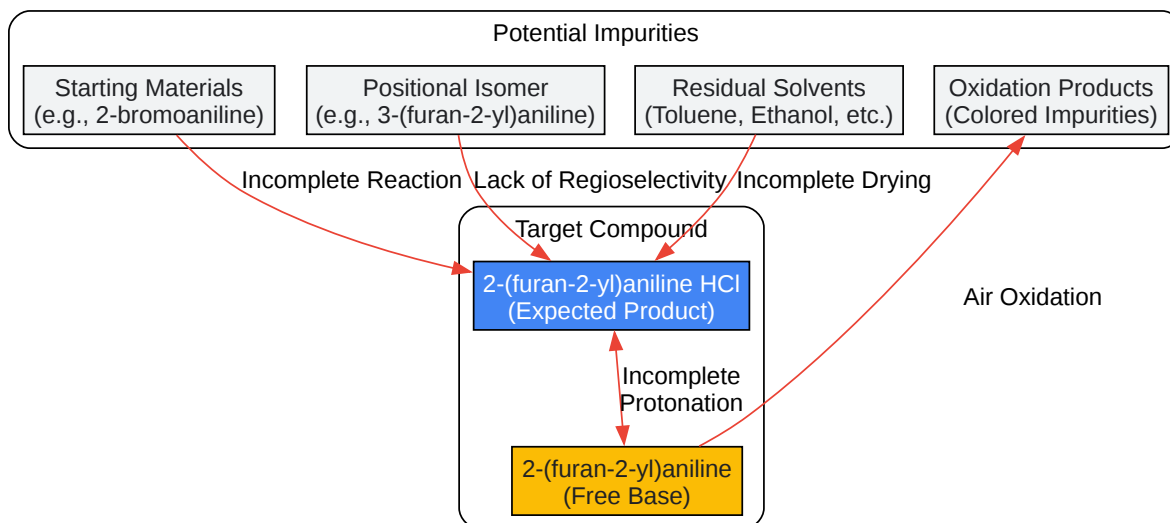 Potential Impurities
Starting Materials
(e.g., 2-bromoaniline)
Positional Isomer
(e.g., 3-(furan-2-yl)aniline)
Residual Solvents
(Toluene, Ethanol, etc.)
Oxidation Products
(Colored Impurities)
Incomplete Reaction
Lack of Regioselectivity
Incomplete Drying
Target Compound
2-(furan-2-yl)aniline HCl
(Expected Product)
Air Oxidation
Incomplete
Protonation
2-(furan-2-yl)aniline
(Free Base)